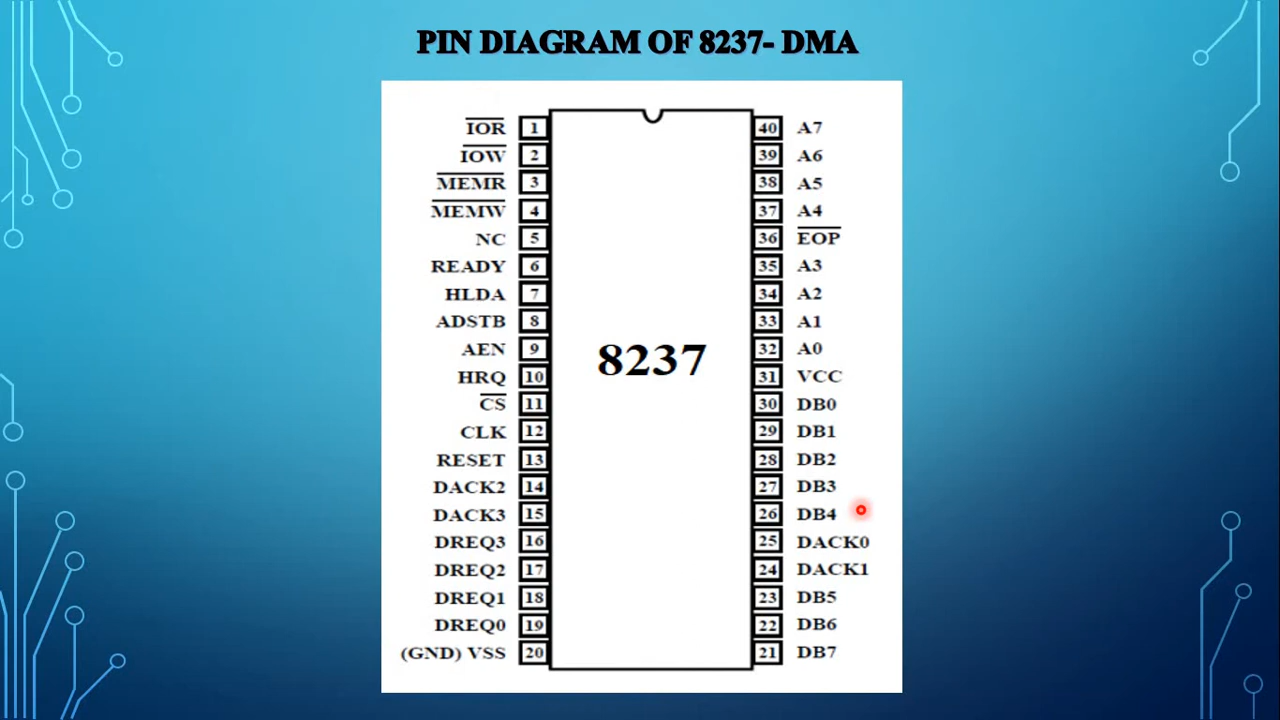 PIN DIAGRAM OF 8237- DMA
IOR 1 40 A7
IOW 2 39 A6
MEMR 3 38 A5
MEMW 4 37 A4
NC 5 36 EOP
READY 6 35 A3
HLDA 7 34 A2
ADSTB 8 33 A1
AEN 9 32 A0
8237
HRQ 10 31 VCC
CS 11 30 DB0
CLK 12 29 DB1
RESET 13 28 DB2
DACK2 14 27 DB3
DACK3 15 26 DB4
DREQ3 16 25 DACK0
DREQ2 17 24 DACK1
DREQ1 18 23 DB5
DREQ0 19 22 DB6
(GND) VSS 20 21 DB7